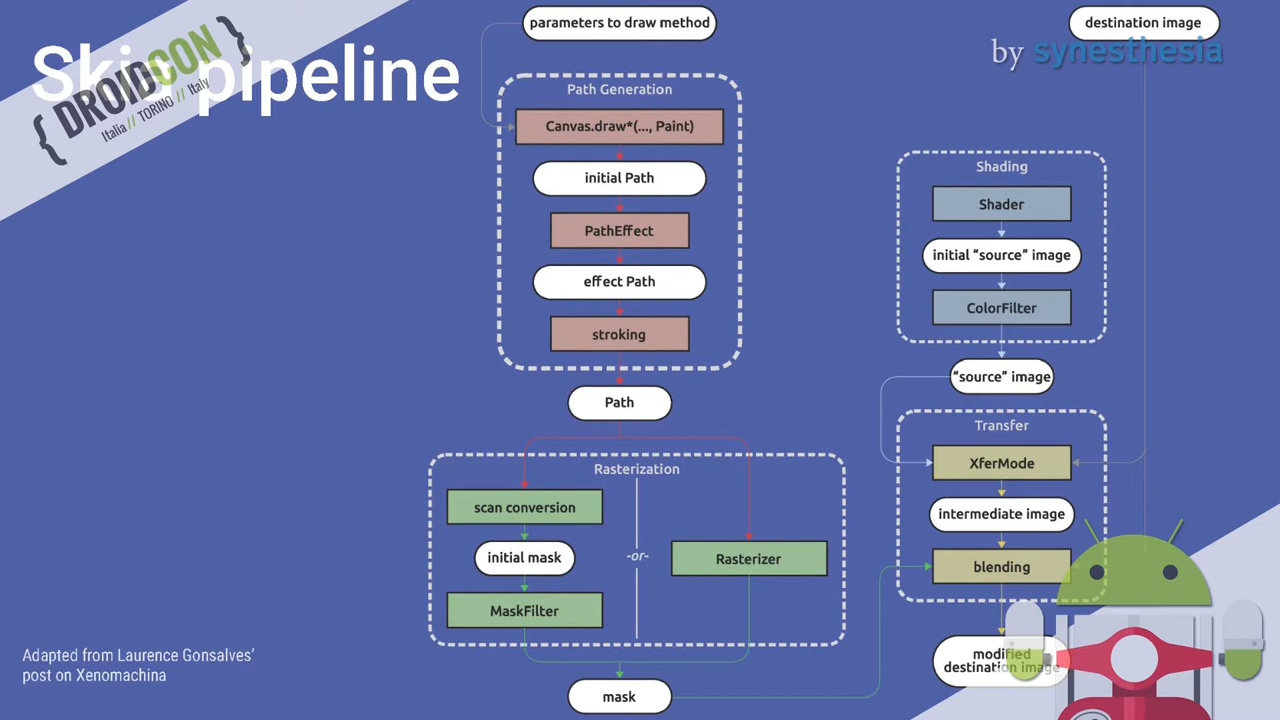 Skia pipeline
{ DROIDCON }
Italia // TORINO // Italy
by synesthesia
parameters to draw method
Path Generation
Canvas.draw*(..., Paint)
initial Path
PathEffect
effect Path
stroking
Path
Rasterization
scan conversion
initial mask
MaskFilter
-or-
Rasterizer
mask
destination image
Shading
Shader
initial “source” image
ColorFilter
“source” image
Transfer
XferMode
intermediate image
blending
modified
destination image
Adapted from Laurence Gonsalves’
post on Xenomachina